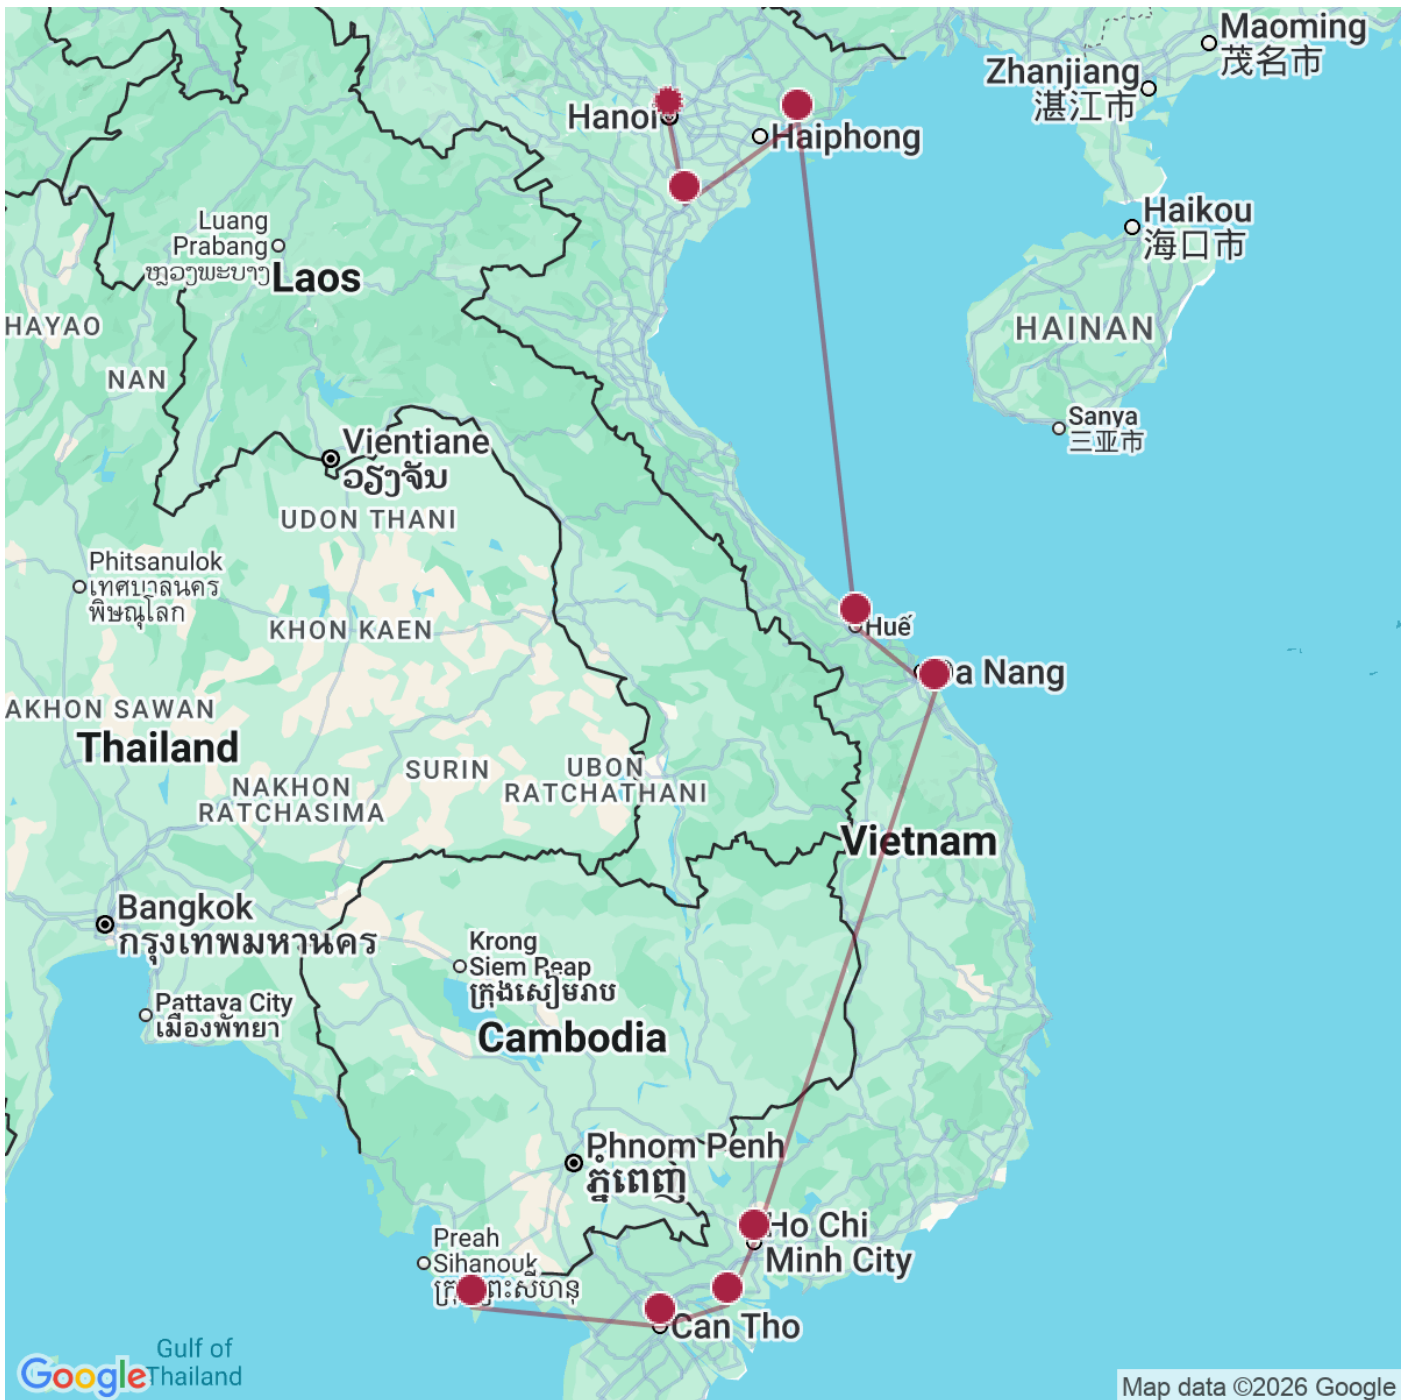 Maoming
茂名市
Zhanjiang
湛江市
Hanoi
Haiphong
Haikou
海口市
Luang
Prabang
ຫຼວງພະບາງ
Laos
HAYAO
HAINAN
NAN
Sanya
三亚市
Vientiane
ວຽງຈັນ
UDON THANI
Phitsanulok
เทศบาลนคร
พิษณุโลก
KHON KAEN
Huế
a Nang
AKHON SAWAN
Thailand
SURIN
UBON
RATCHATHANI
NAKHON
RATCHASIMA
Vietnam
Bangkok
กรุงเทพมหานคร
Krong
Siem Reap
ក្រុងសៀមរាប
Pattaya City
เมืองพัทยา
Cambodia
Phnom Penh
ភ្នំពេញ
Ho Chi
Minh City
Preah
Sihanouk
ព្រះសីហនុ
Can Tho
Gulf of
Thailand
Google
Map data ©2026 Google